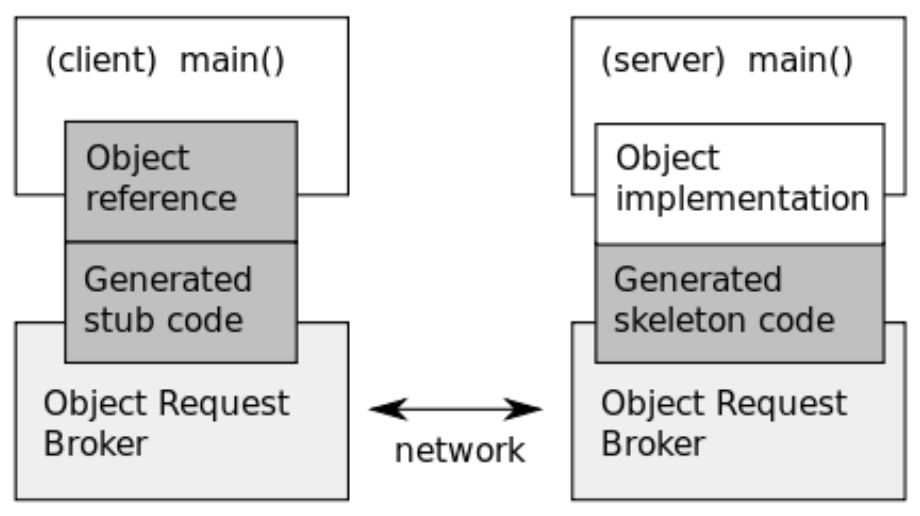 (client) main()
Object
reference
Generated
stub code
Object Request
Broker
network
(server) main()
Object
implementation
Generated
skeleton code
Object Request
Broker